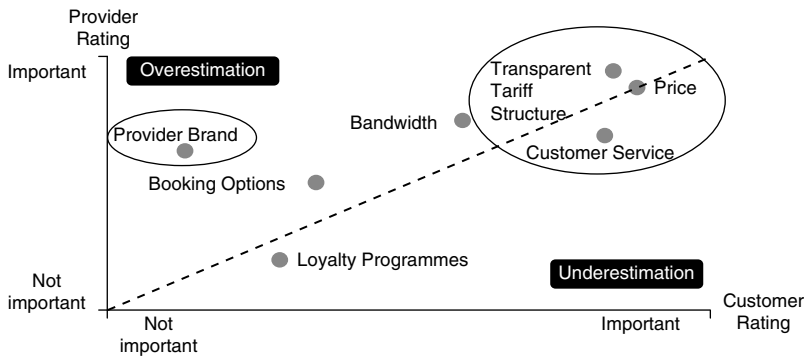 Provider
Rating
Important
Overestimation
Transparent
Tariff
Structure
Price
Bandwidth
Provider Brand
Customer Service
Booking Options
Loyalty Programmes
Underestimation
Not
important
Customer
Rating
Not
important
Important